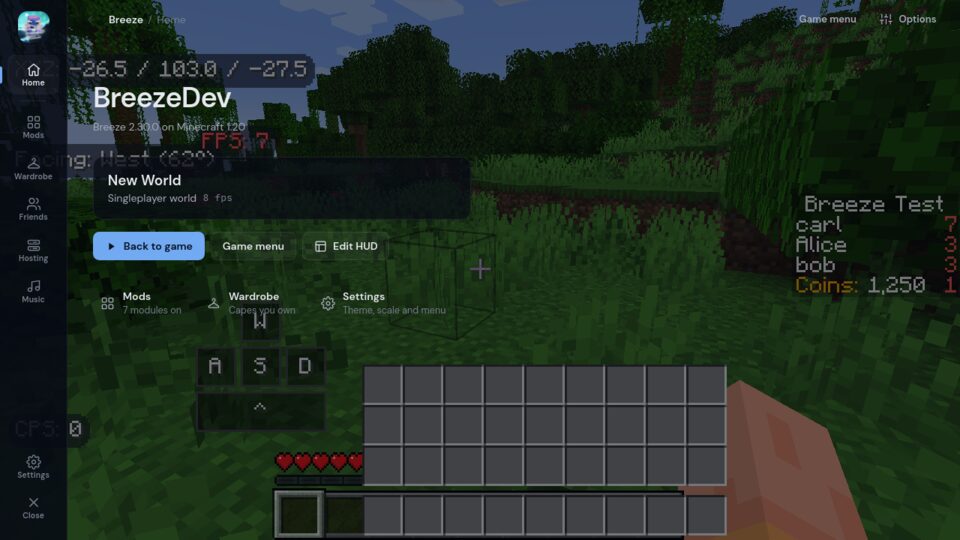 Breeze / Home
Game menu
Options
-26.5 / 103.0 / -27.5
Home
BreezeDev
Breeze 2.30.0 on Minecraft 1.20
Mods
FPS: 7
Facing: West (62°)
Wardrobe
New World
Singleplayer world 8 fps
Friends
Breeze Test
carl 7
Alice 3
bob 3
Coins: 1,250 1
Hosting
Back to game
Game menu
Edit HUD
Music
Mods
7 modules on
Wardrobe
Capes you own
Settings
Theme, scale and menu
W
A S D
^
CPS: 0
Settings
Close